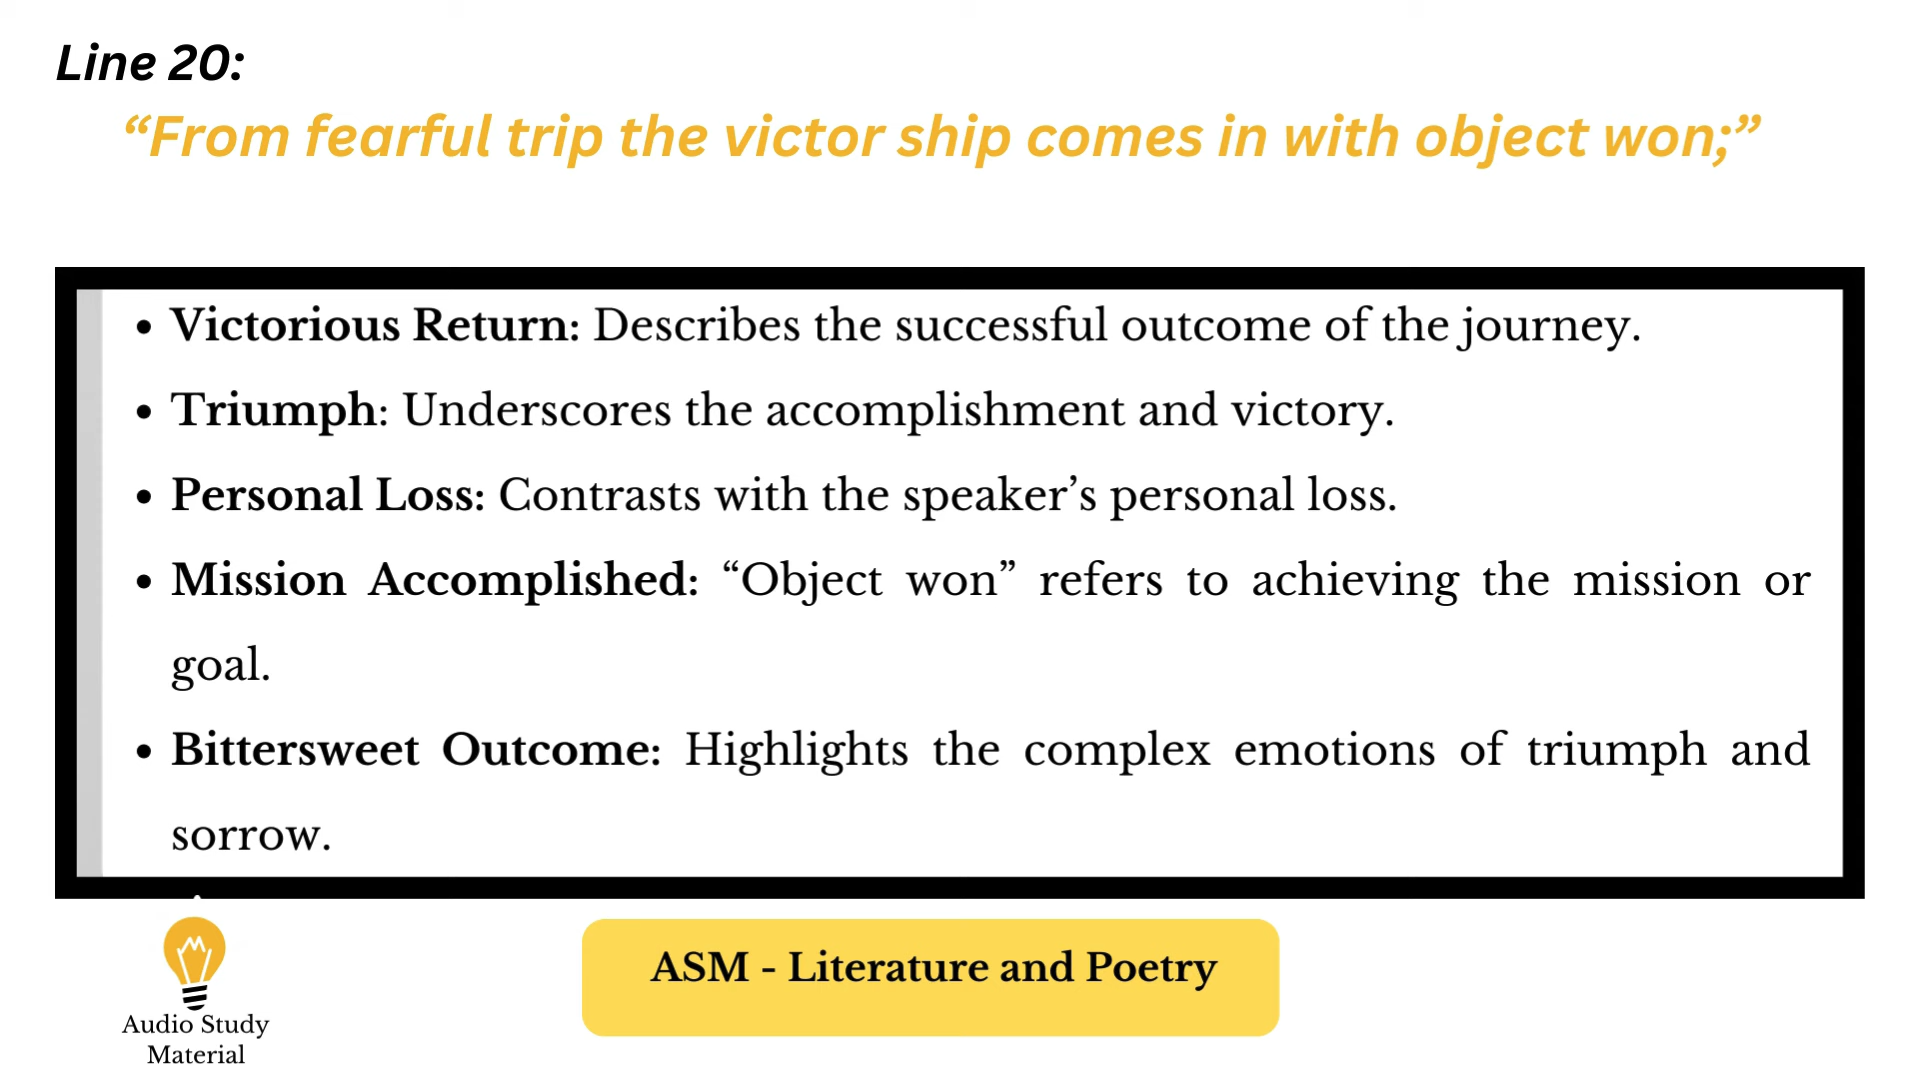 Line 20:
“From fearful trip the victor ship comes in with object won;”
• Victorious Return: Describes the successful outcome of the journey.
• Triumph: Underscores the accomplishment and victory.
• Personal Loss: Contrasts with the speaker’s personal loss.
• Mission Accomplished: “Object won” refers to achieving the mission or
goal.
• Bittersweet Outcome: Highlights the complex emotions of triumph and
sorrow.
Audio Study
Material
ASM - Literature and Poetry